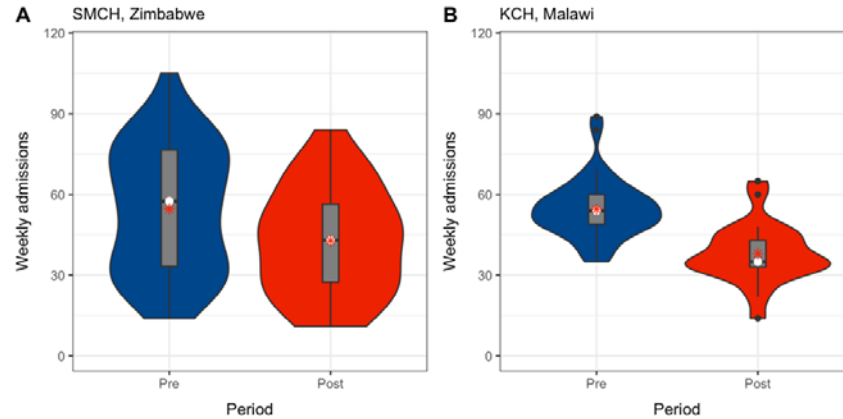 A SMCH, Zimbabwe
120
90
60
30
0
Weekly admissions
Pre Post
Period
B KCH, Malawi
120
90
60
30
0
Weekly admissions
Pre Post
Period